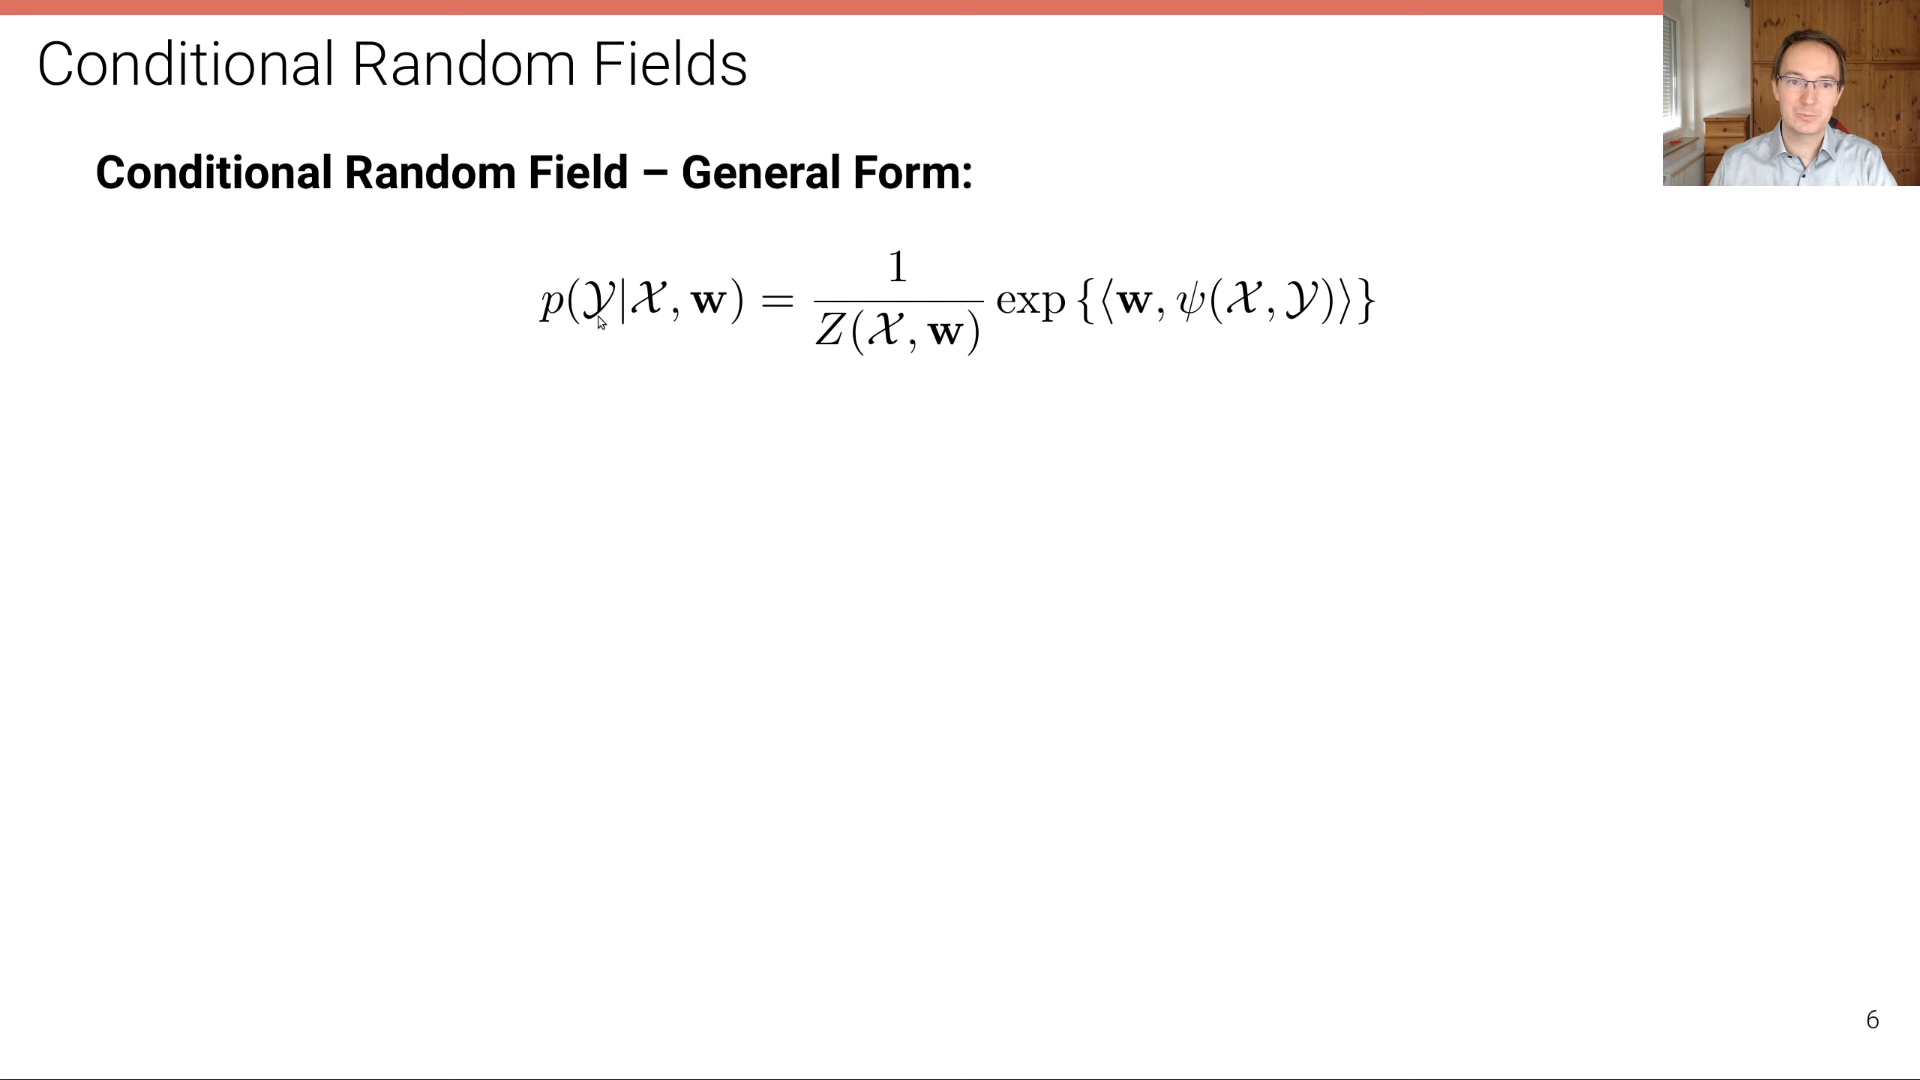 Conditional Random Fields
Conditional Random Field – General Form:
p(𝒴|𝒳, 𝐰) = 1 / Z(𝒳, 𝐰) exp {⟨𝐰, ψ(𝒳, 𝒴)⟩}
6